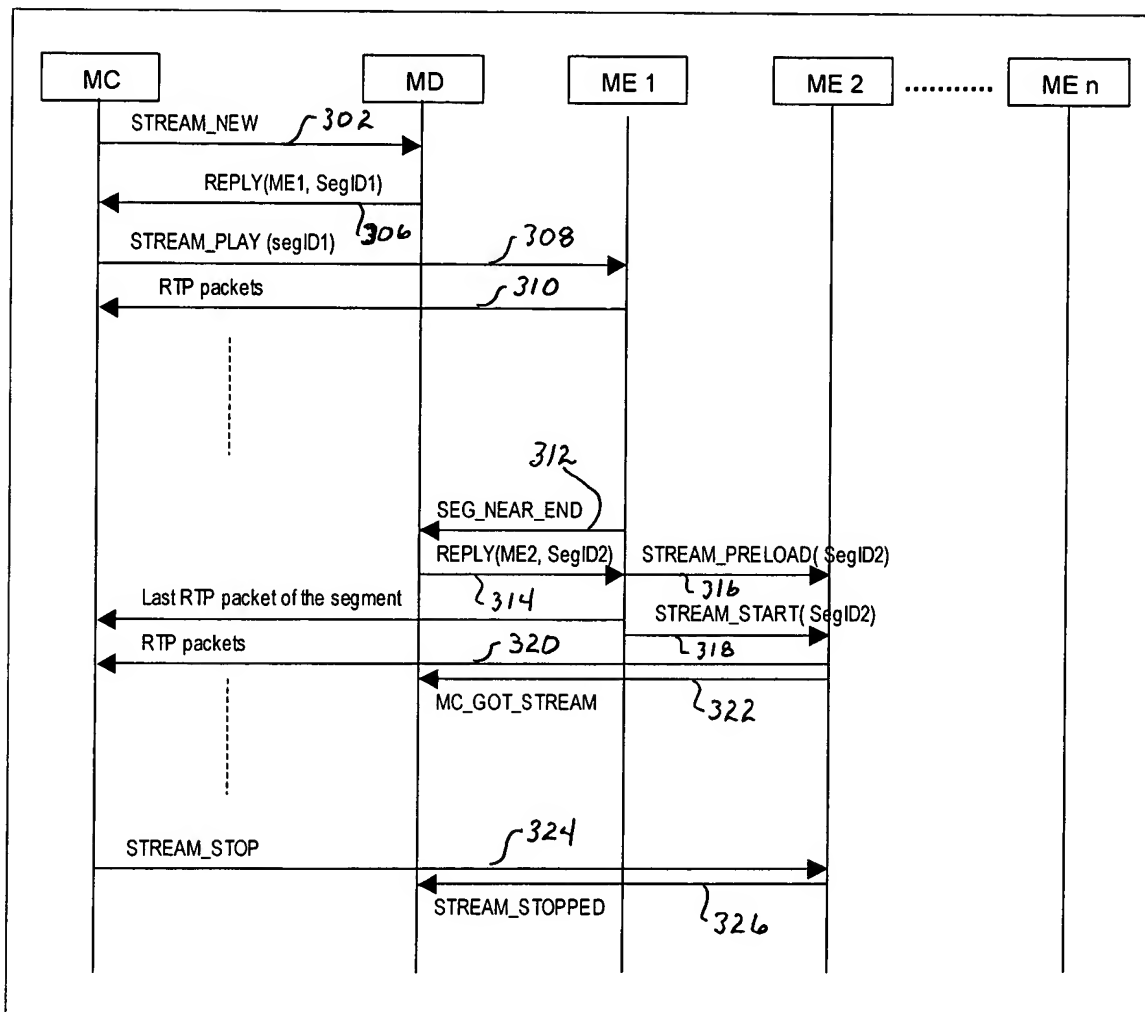 MC MD ME 1 ME 2 ........... ME n
STREAM_NEW 302
REPLY(ME1, SegID1)
306
STREAM_PLAY (segID1) 308
RTP packets 310
312
SEG_NEAR_END
REPLY(ME2, SegID2) STREAM_PRELOAD( SegID2)
314 316
Last RTP packet of the segment
STREAM_START( SegID2)
318
RTP packets 320
MC_GOT_STREAM 322
324
STREAM_STOP
STREAM_STOPPED 326